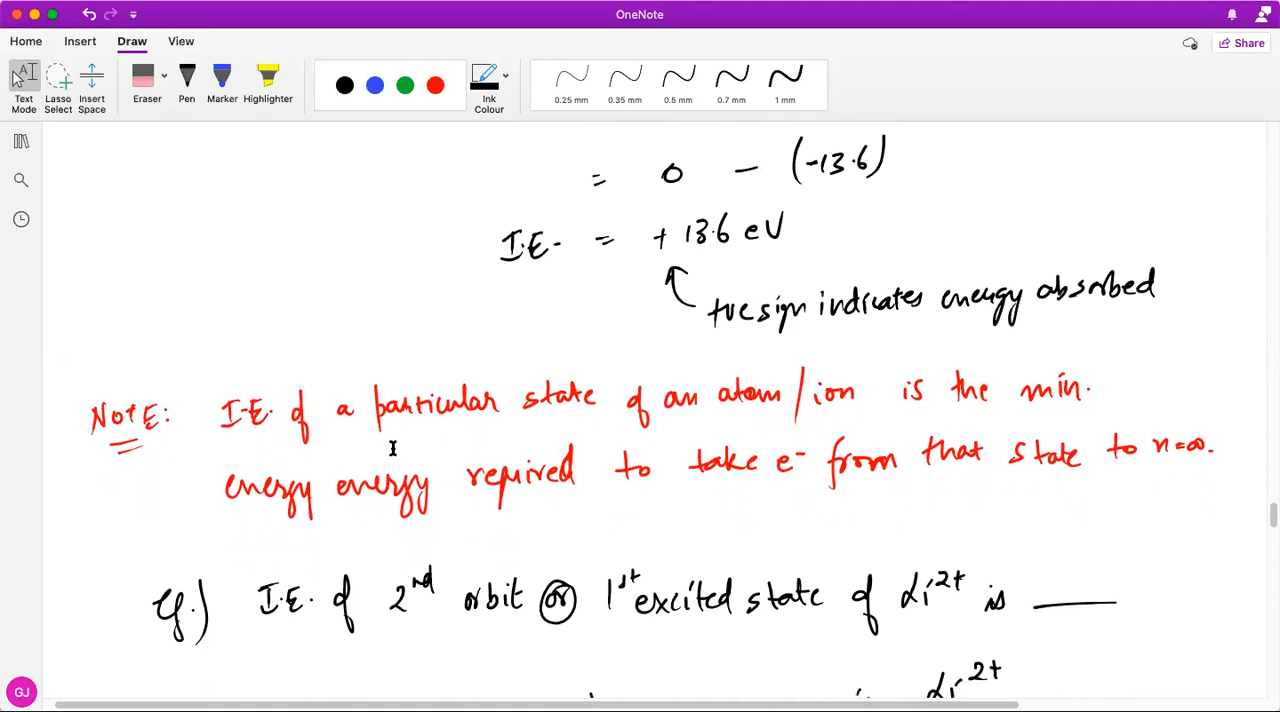 OneNote
Home Insert Draw View
Share
Text Mode
Lasso Select
Insert Space
Eraser
Pen
Marker
Highlighter
Ink Colour
0.25 mm
0.35 mm
0.5 mm
0.7 mm
1 mm
= 0 - (-13.6)
I.E. = + 13.6 eV
+ve sign indicates energy absorbed
NOTE: I.E. of a particular state of an atom/ion is the min.
energy energy required to take e⁻ from that state to n=∞.
Eg.) I.E. of 2nd orbit or 1st excited state of Li²⁺ is ____
Li²⁺
GJ